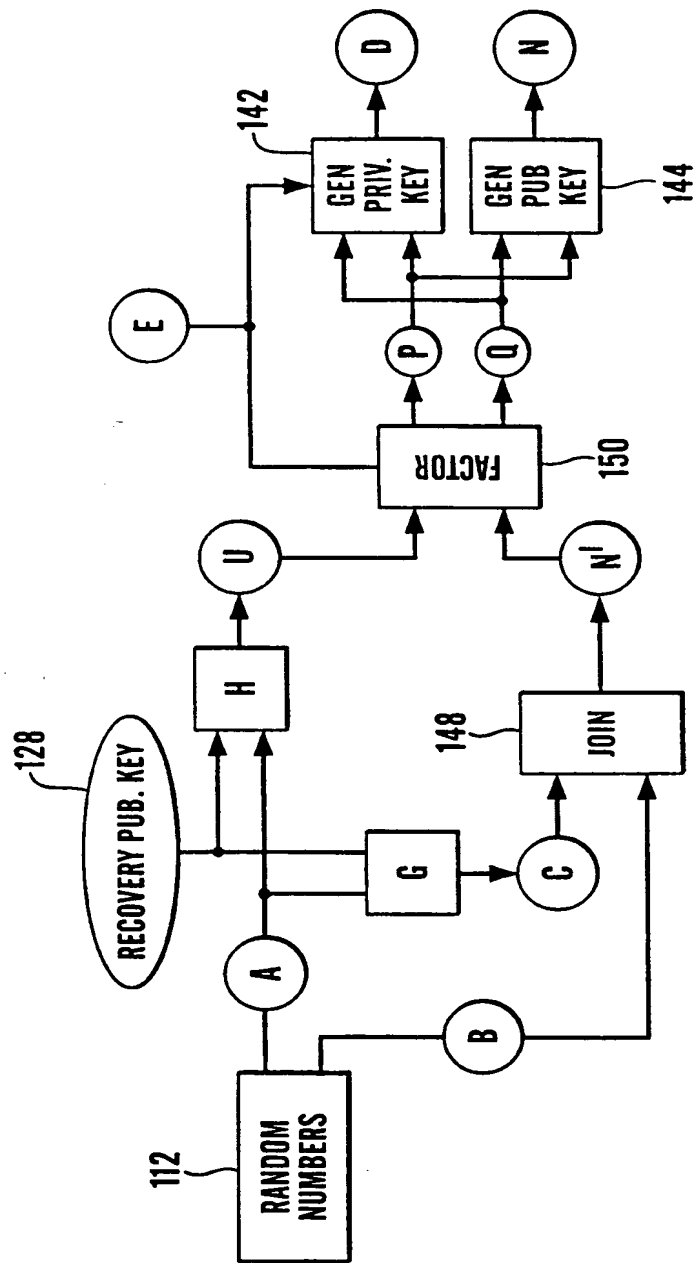 112
RANDOM
NUMBERS
A
B
128
RECOVERY PUB. KEY
G
C
H
U
148
JOIN
N'
FACTOR
150
E
P
Q
142
GEN
PRIV.
KEY
D
GEN
PUB
KEY
144
N